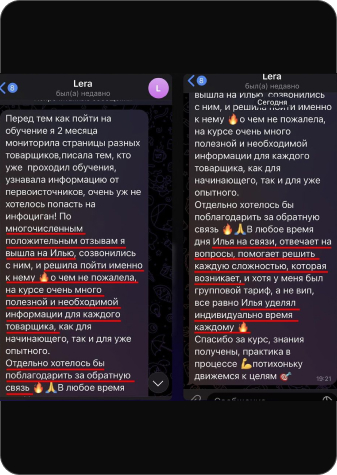 8
Lera
был(а) недавно
L
Перед тем как пойти на
обучение я 2 месяца
мониторила страницы разных
товарщиков,писала тем, кто
уже проходил обучения,
узнавала информацию от
первоисточников, очень уж не
хотелось попасть на
инфоциган! По
многочисленным
положительным отзывам я
вышла на Илью, созвонились
с ним, и решила пойти именно
к нему 🔥о чем не пожалела,
на курсе очень много
полезной и необходимой
информации для каждого
товарщика, как для
начинающего, так и для уже
опытного.
Отдельно хотелось бы
поблагодарить за обратную
связь 🔥🙏В любое время
8
Lera
был(а) недавно
вышла на Илью, созвонились
Сегодня
с ним, и решила пойти именно
к нему 🔥о чем не пожалела,
на курсе очень много
полезной и необходимой
информации для каждого
товарщика, как для
начинающего, так и для уже
опытного.
Отдельно хотелось бы
поблагодарить за обратную
связь 🔥🙏В любое время
дня Илья на связи, отвечает на
вопросы, помогает решить
каждую сложность, которая
возникает, и хотя у меня был
групповой тариф, а не вип,
все равно Илья уделял
индивидуально время
каждому 🔥
Спасибо за курс, знания
получены, практика в
процессе 💪потихоньку
движемся к целям 🎯
19:21